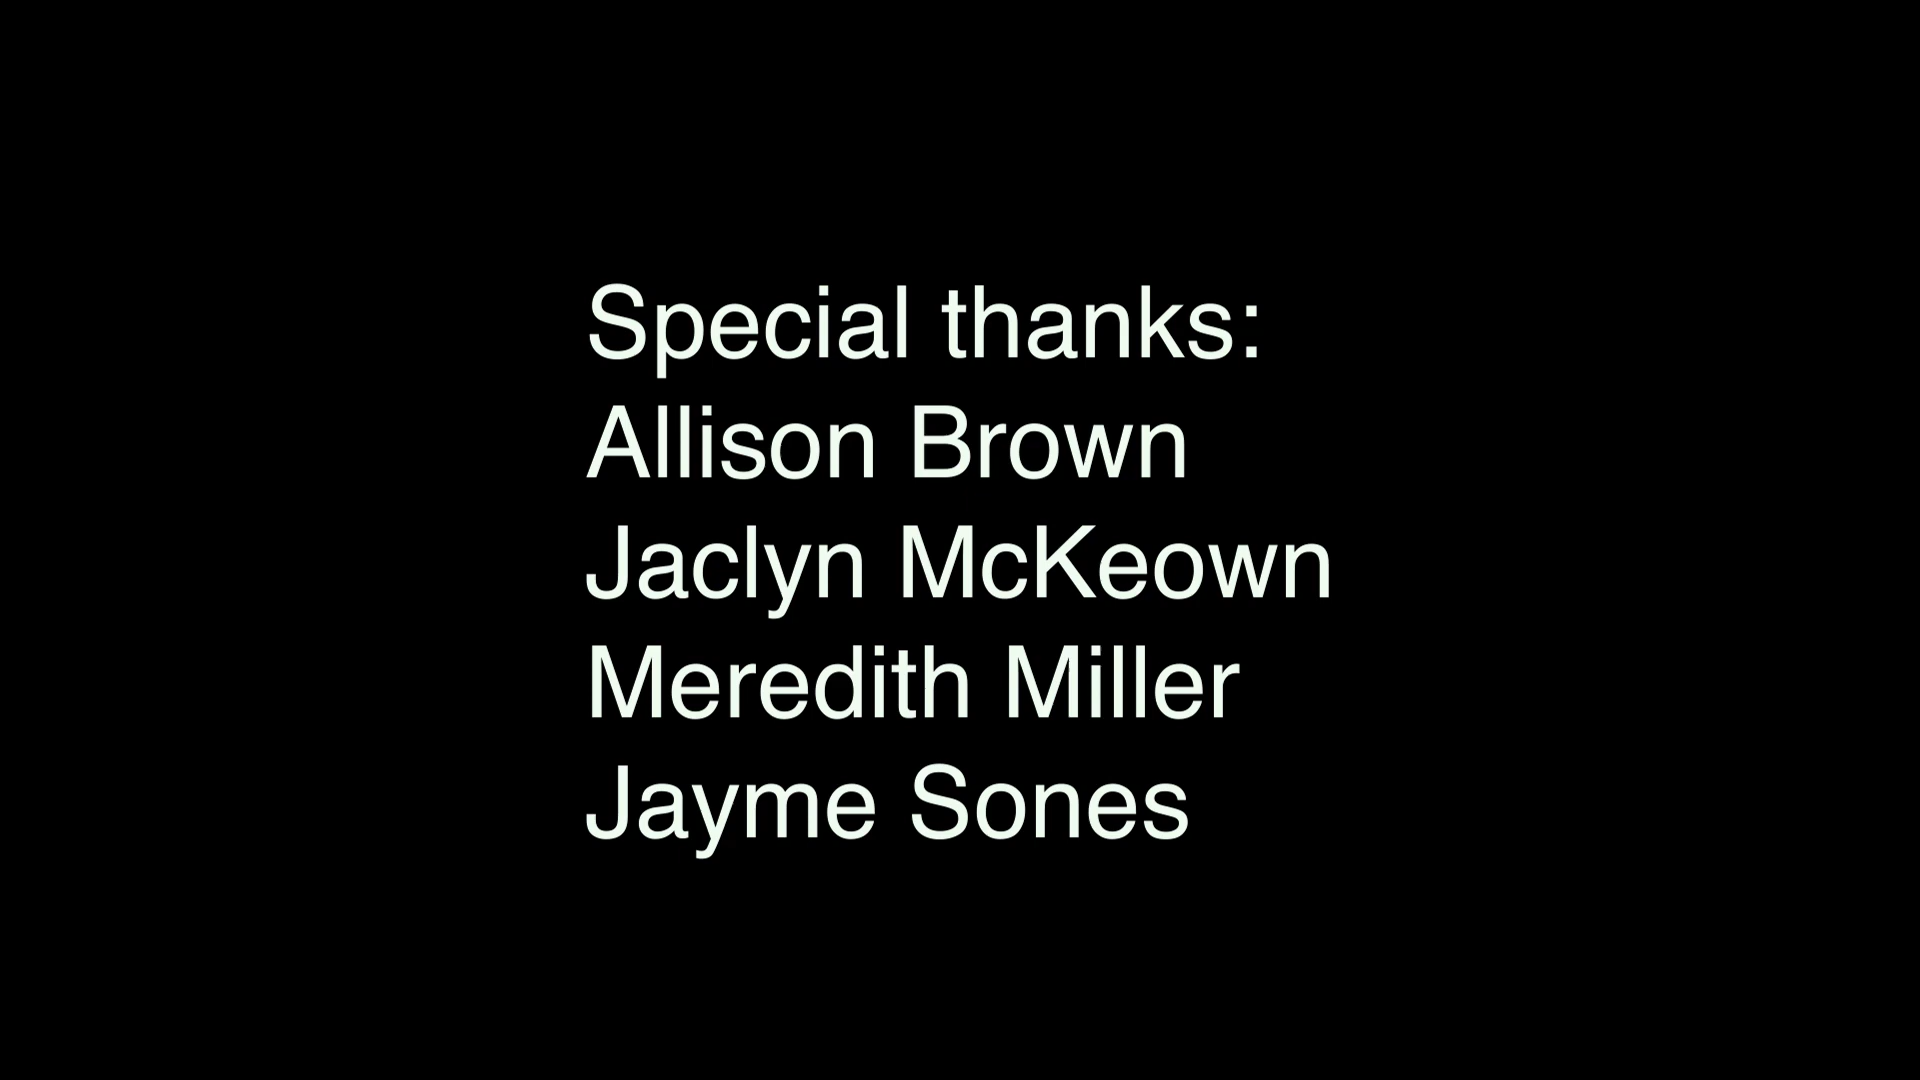 Special thanks:
Allison Brown
Jaclyn McKeown
Meredith Miller
Jayme Sones